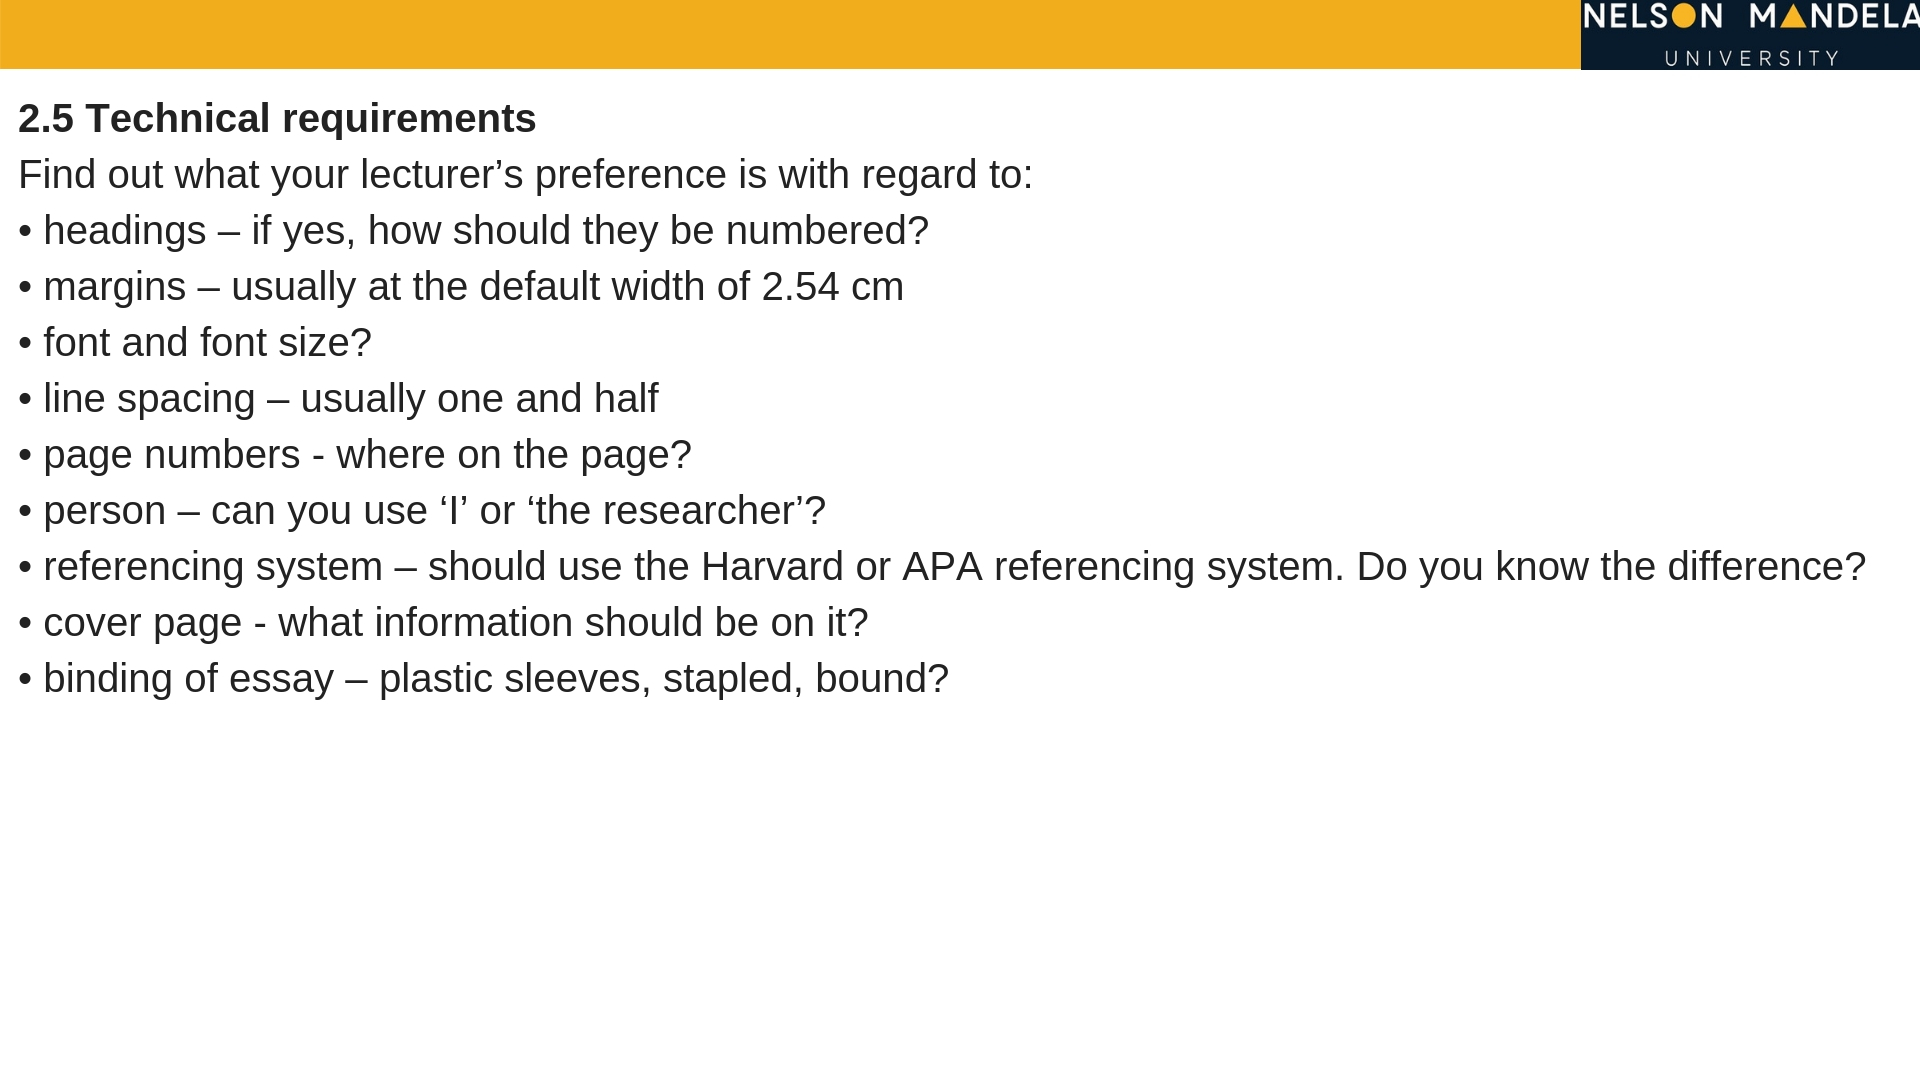 NELSON MANDELA
UNIVERSITY
2.5 Technical requirements
Find out what your lecturer’s preference is with regard to:
• headings – if yes, how should they be numbered?
• margins – usually at the default width of 2.54 cm
• font and font size?
• line spacing – usually one and half
• page numbers - where on the page?
• person – can you use ‘I’ or ‘the researcher’?
• referencing system – should use the Harvard or APA referencing system. Do you know the difference?
• cover page - what information should be on it?
• binding of essay – plastic sleeves, stapled, bound?